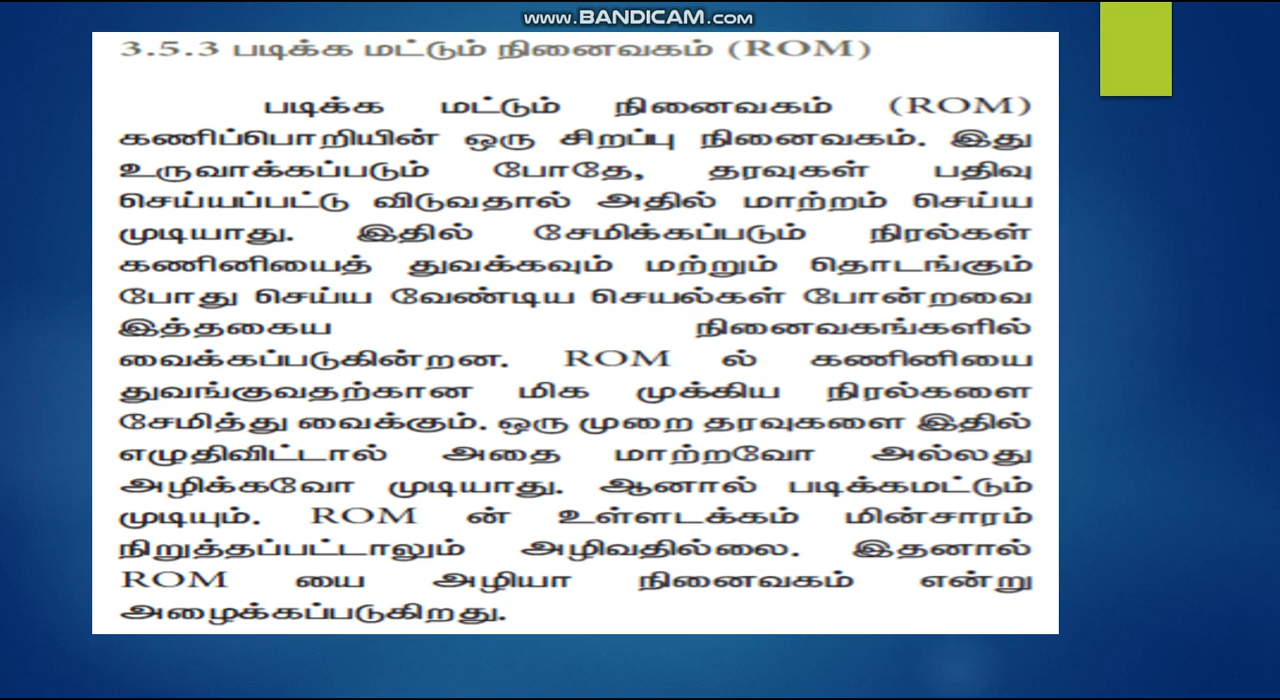 www.BANDICAM.com
3.5.3 படிக்க மட்டும் நினைவகம் (ROM)
படிக்க மட்டும் நினைவகம் (ROM)
கணிப்பொறியின் ஒரு சிறப்பு நினைவகம். இது
உருவாக்கப்படும் போதே, தரவுகள் பதிவு
செய்யப்பட்டு விடுவதால் அதில் மாற்றம் செய்ய
முடியாது. இதில் சேமிக்கப்படும் நிரல்கள்
கணினியைத் துவக்கவும் மற்றும் தொடங்கும்
போது செய்ய வேண்டிய செயல்கள் போன்றவை
இத்தகைய நினைவகங்களில்
வைக்கப்படுகின்றன. ROM ல் கணினியை
துவங்குவதற்கான மிக முக்கிய நிரல்களை
சேமித்து வைக்கும். ஒரு முறை தரவுகளை இதில்
எழுதிவிட்டால் அதை மாற்றவோ அல்லது
அழிக்கவோ முடியாது. ஆனால் படிக்கமட்டும்
முடியும். ROM ன் உள்ளடக்கம் மின்சாரம்
நிறுத்தப்பட்டாலும் அழிவதில்லை. இதனால்
ROM யை அழியா நினைவகம் என்று
அழைக்கப்படுகிறது.